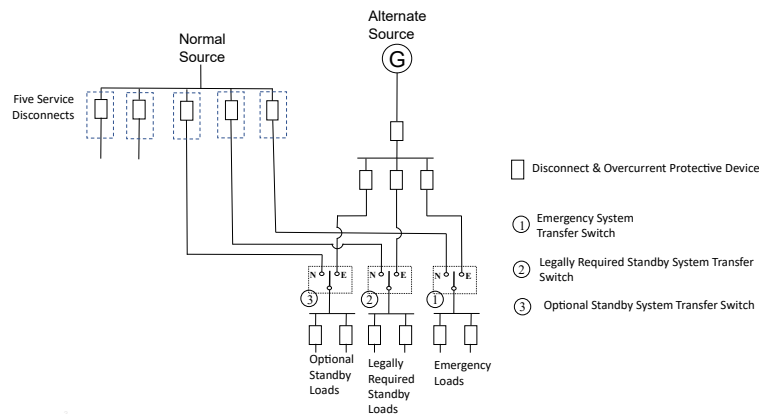 Alternate
Source
G
Normal
Source
Five Service
Disconnects
Disconnect & Overcurrent Protective Device
1 Emergency System
Transfer Switch
2 Legally Required Standby System Transfer
Switch
3 Optional Standby System Transfer Switch
N E N E N E
3 2 1
Optional
Standby
Loads
Legally
Required
Standby
Loads
Emergency
Loads